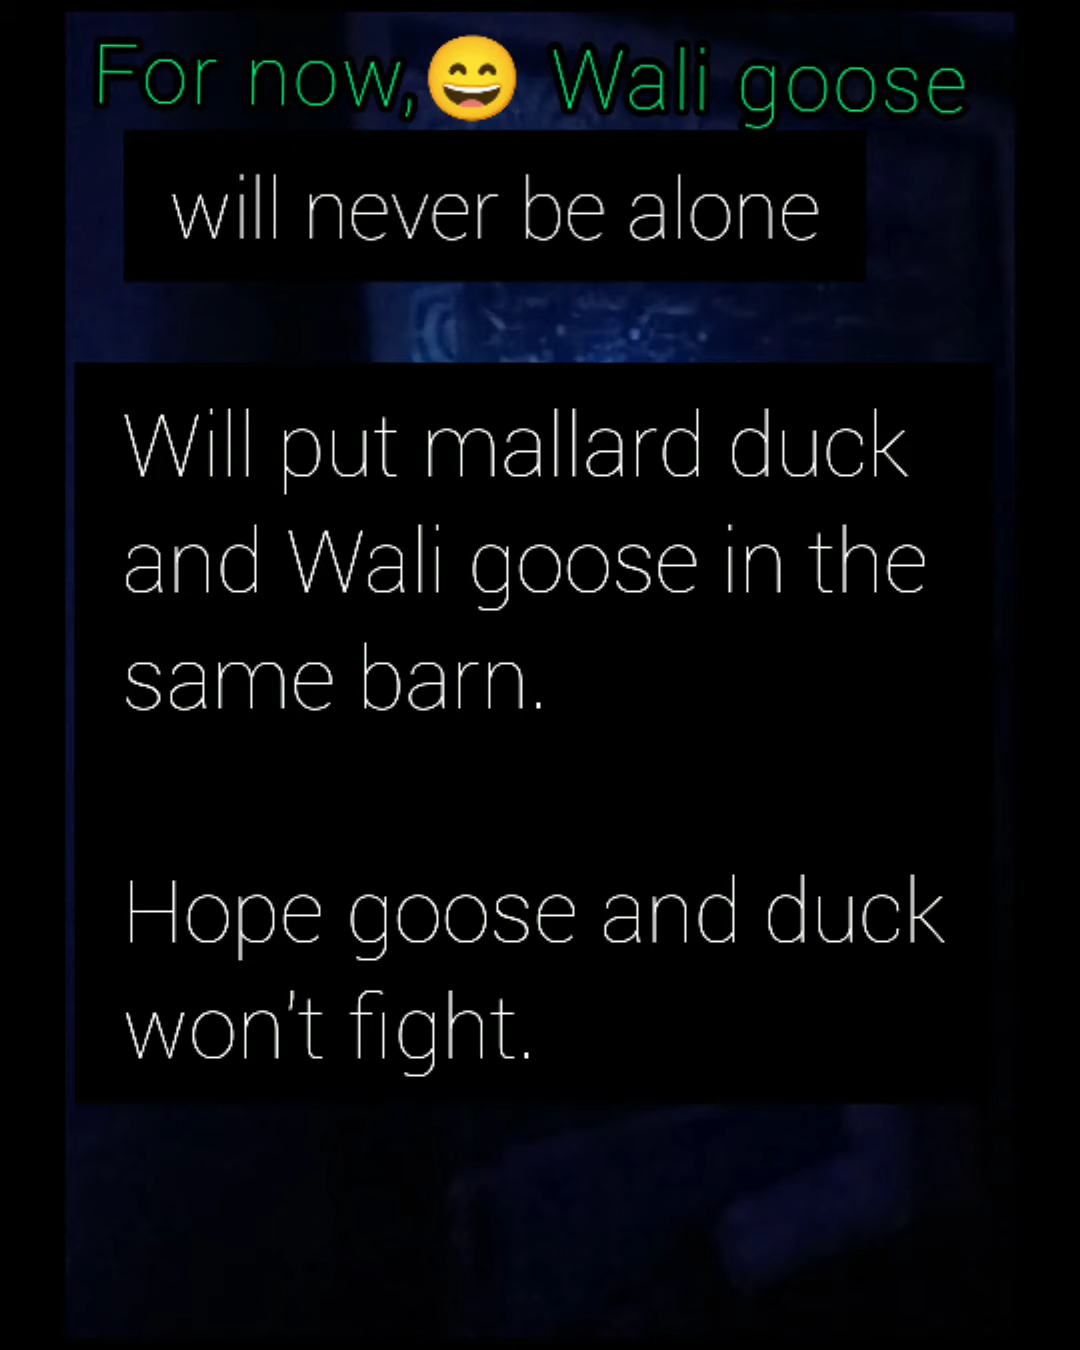 For now,😄 Wali goose
will never be alone
Will put mallard duck
and Wali goose in the
same barn.
Hope goose and duck
won't fight.